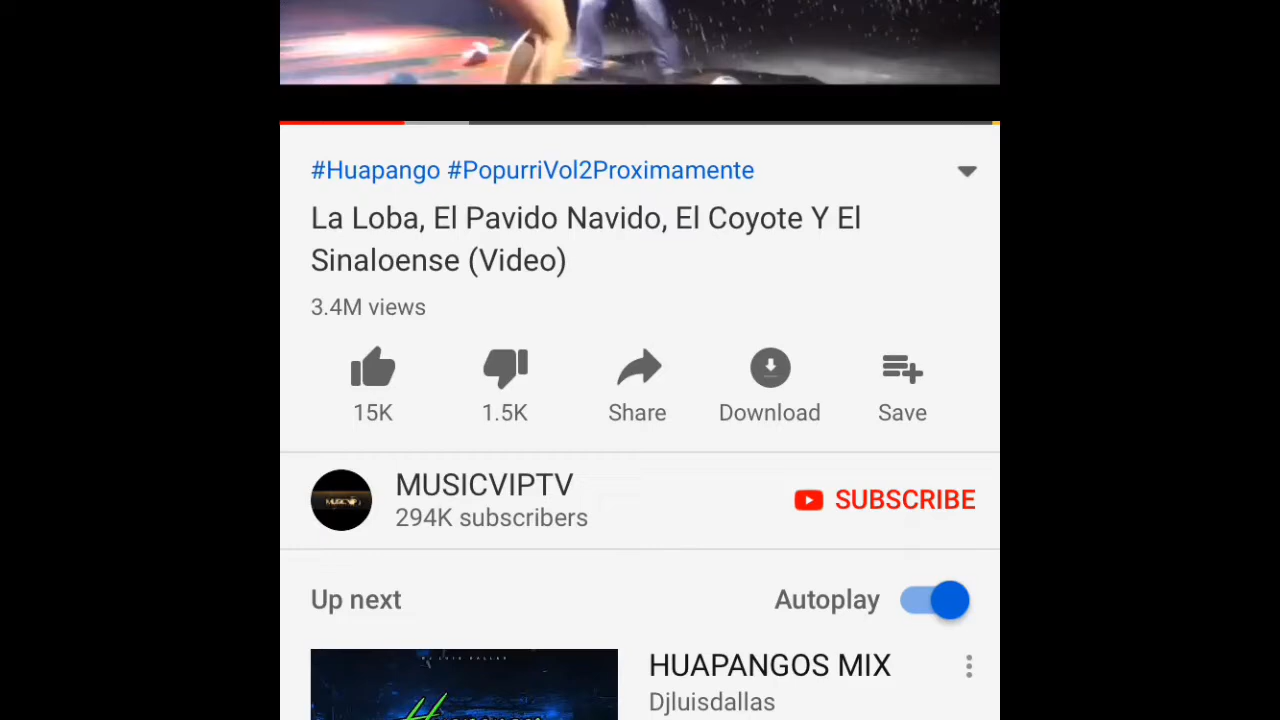 #Huapango #PopurriVol2Proximamente
La Loba, El Pavido Navido, El Coyote Y El
Sinaloense (Video)
3.4M views
15K
1.5K
Share
Download
Save
MUSICVIPTV
294K subscribers
SUBSCRIBE
Up next
Autoplay
HUAPANGOS MIX
Djluisdallas